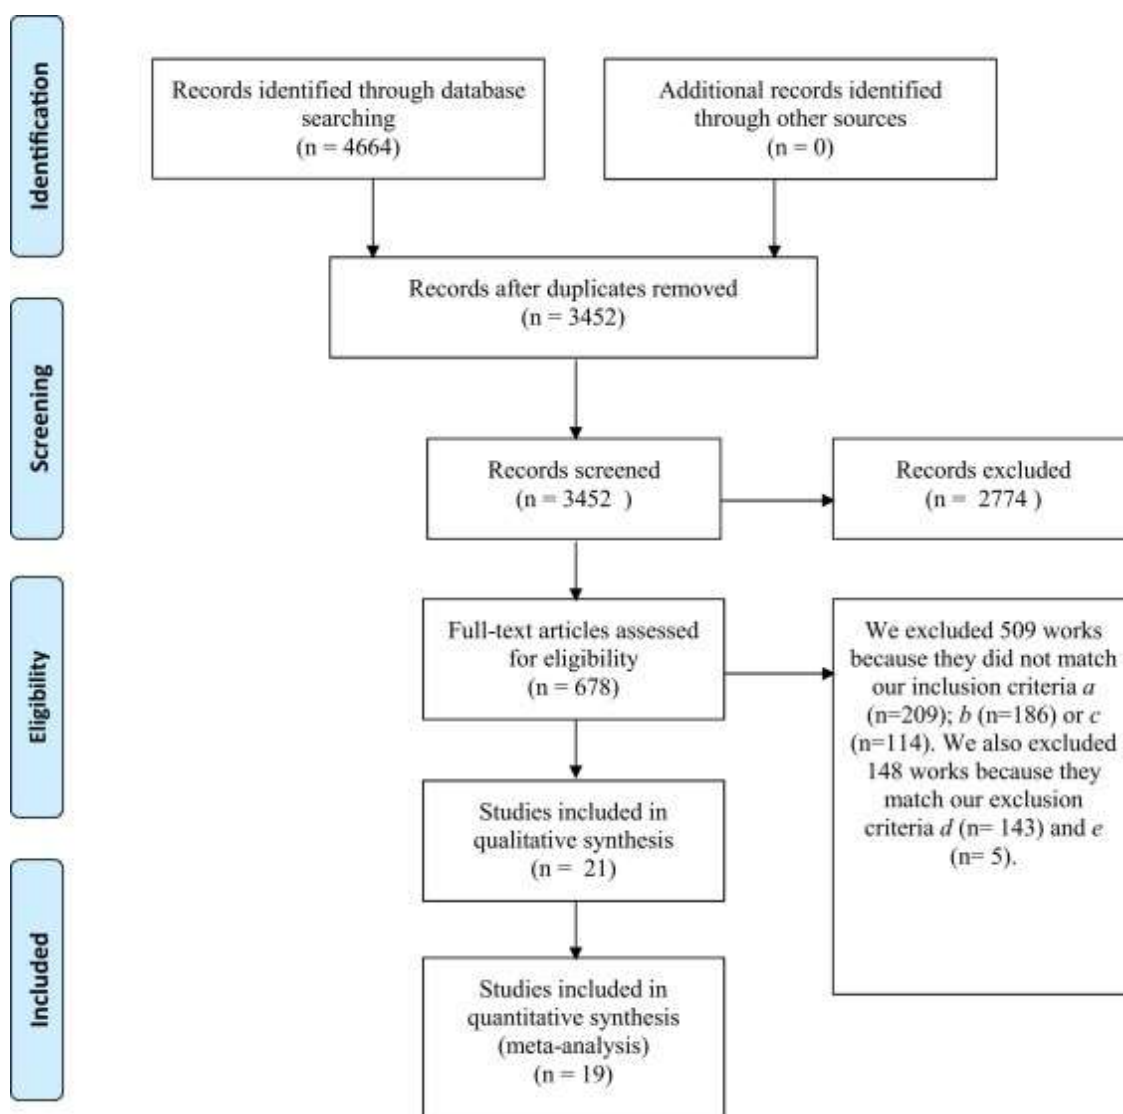 Identification
Records identified through database
searching
(n = 4664)
Additional records identified
through other sources
(n = 0)
Records after duplicates removed
(n = 3452)
Screening
Records screened
(n = 3452  )
Records excluded
(n =  2774 )
Eligibility
Full-text articles assessed
for eligibility
(n = 678)
We excluded 509 works
because they did not match
our inclusion criteria a
(n=209); b (n=186) or c
(n=114). We also excluded
148 works because they
match our exclusion
criteria d (n= 143) and e
(n= 5).
Studies included in
qualitative synthesis
(n =  21)
Included
Studies included in
quantitative synthesis
(meta-analysis)
(n = 19)